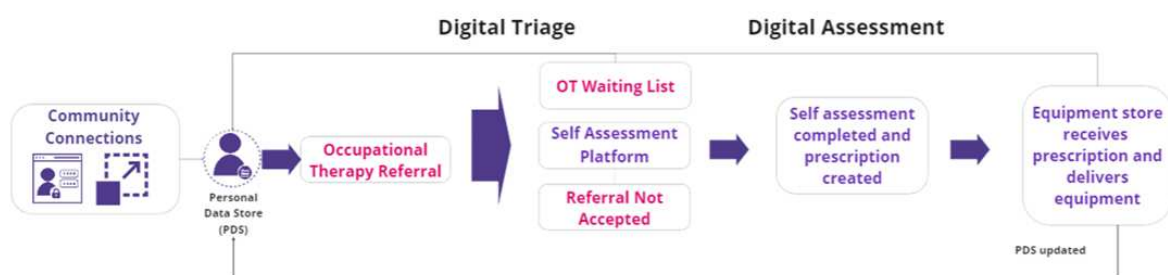 Digital Triage
Digital Assessment
Community
Connections
Personal
Data Store
(PDS)
Occupational
Therapy Referral
OT Waiting List
Self Assessment
Platform
Referral Not
Accepted
Self assessment
completed and
prescription
created
Equipment store
receives
prescription and
delivers
equipment
PDS updated